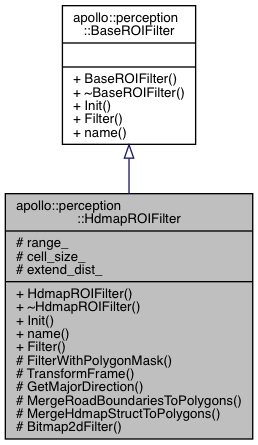 apollo::perception
::BaseROIFilter
+ BaseROIFilter()
+ ~BaseROIFilter()
+ Init()
+ Filter()
+ name()
apollo::perception
::HdmapROIFilter
# range_
# cell_size_
# extend_dist_
+ HdmapROIFilter()
+ ~HdmapROIFilter()
+ Init()
+ name()
+ Filter()
# FilterWithPolygonMask()
# TransformFrame()
# GetMajorDirection()
# MergeRoadBoundariesToPolygons()
# MergeHdmapStructToPolygons()
# Bitmap2dFilter()